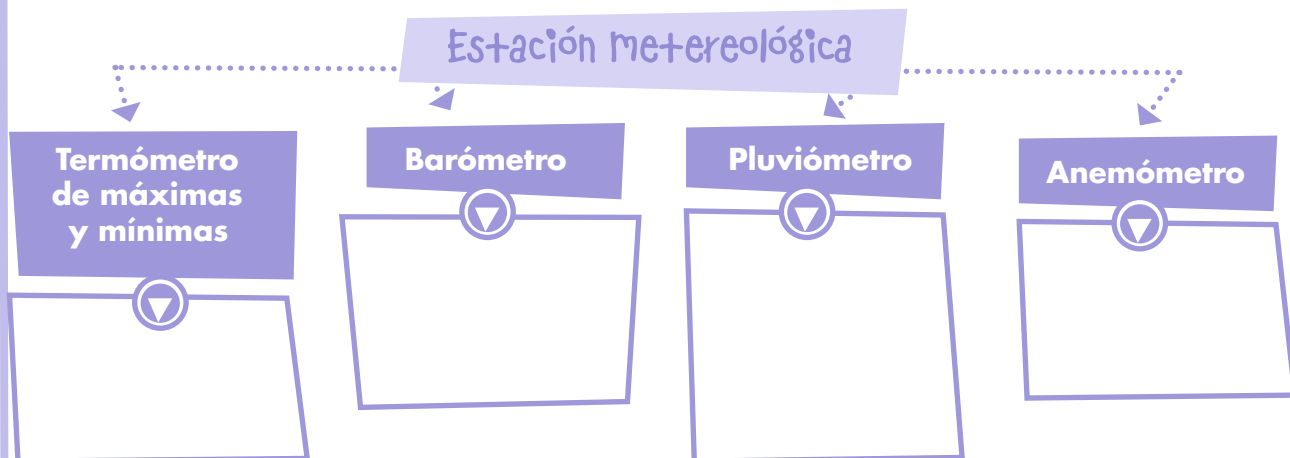 Estación metereológica
Termómetro
de máximas
y mínimas
Barómetro
Pluviómetro
Anemómetro